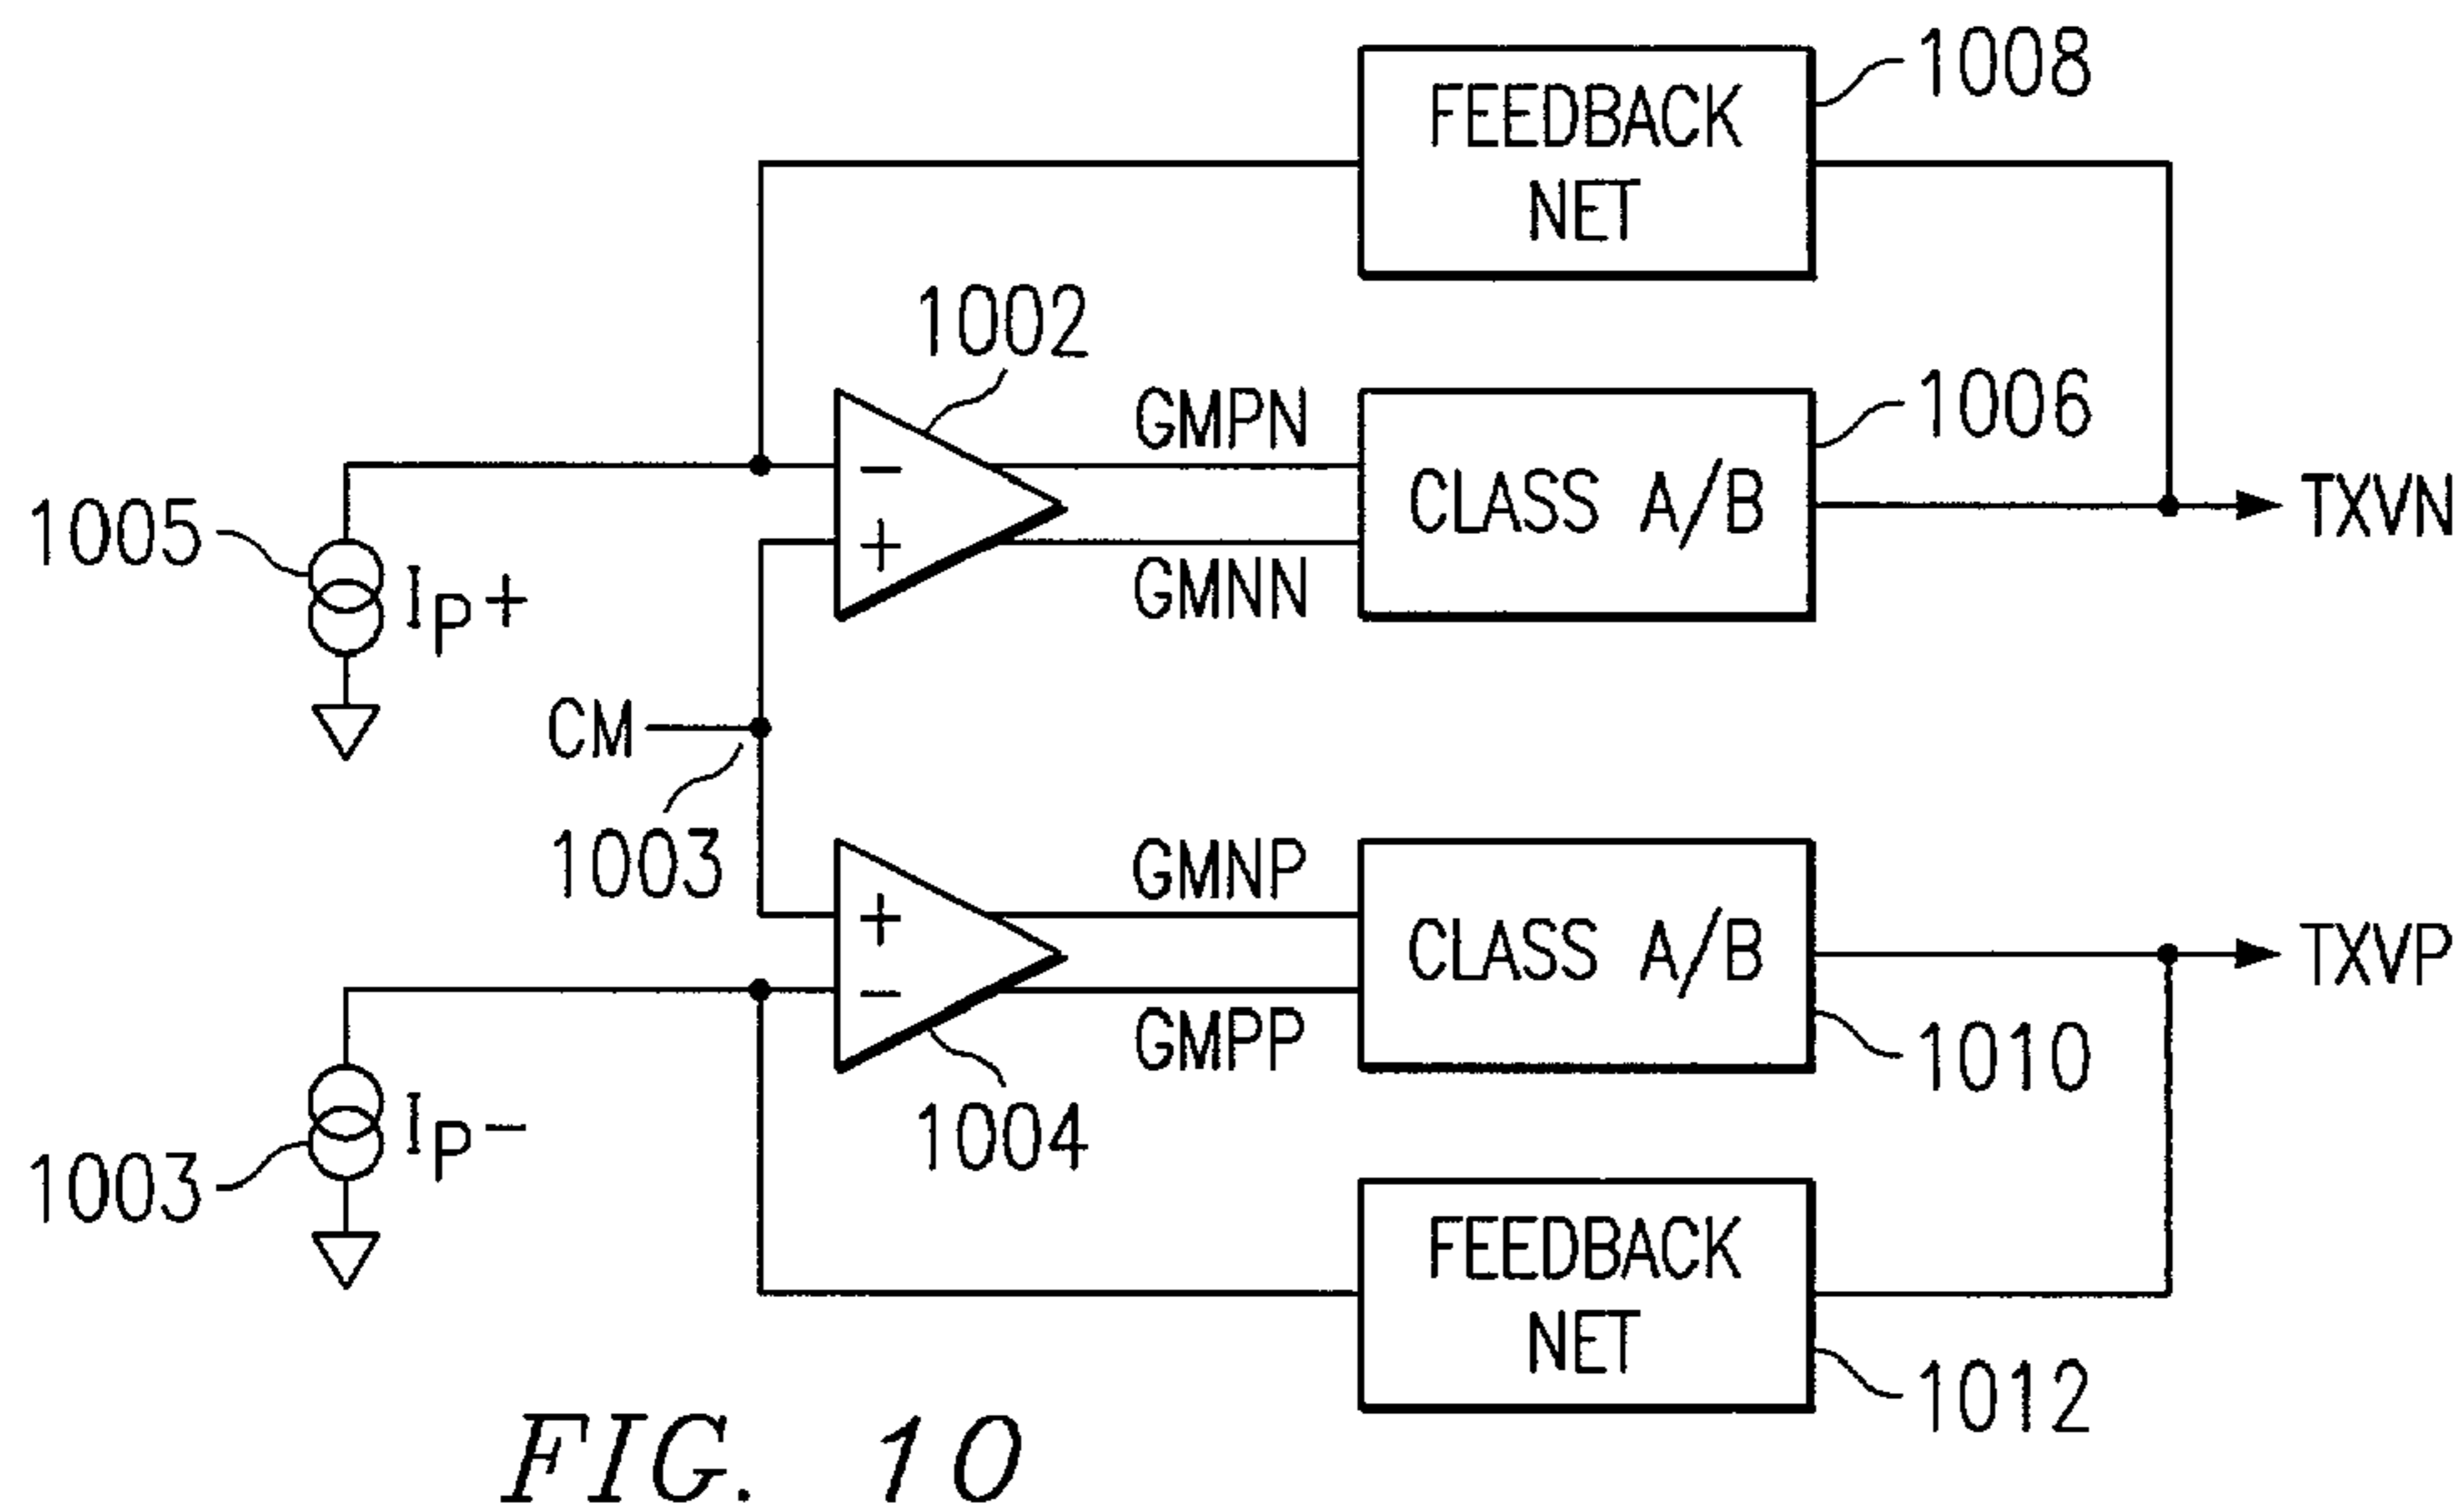 1008
FEEDBACK
NET
1002
GMPN
1006
1005
IP+
−
+
CLASS A/B
TXVN
GMNN
CM
1003
GMNP
+
−
CLASS A/B
TXVP
GMPP
1010
1003
IP−
1004
FEEDBACK
NET
1012
FIG. 10